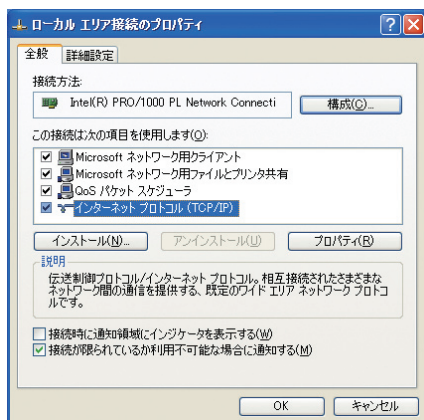 ローカル エリア接続のプロパティ
全般 詳細設定
接続方法:
Intel(R) PRO/1000 PL Network Connecti
構成(C)...
この接続は次の項目を使用します(O):
Microsoft ネットワーク用クライアント
Microsoft ネットワーク用ファイルとプリンタ共有
QoS パケット スケジューラ
インターネット プロトコル (TCP/IP)
インストール(N)... アンインストール(U) プロパティ(R)
説明
伝送制御プロトコル/インターネット プロトコル。相互接続されたさまざまな
ネットワーク間の通信を提供する、既定のワイド エリア ネットワーク プロトコ
ルです。
接続時に通知領域にインジケータを表示する(W)
接続が限られているか利用不可能な場合に通知する(M)
OK キャンセル